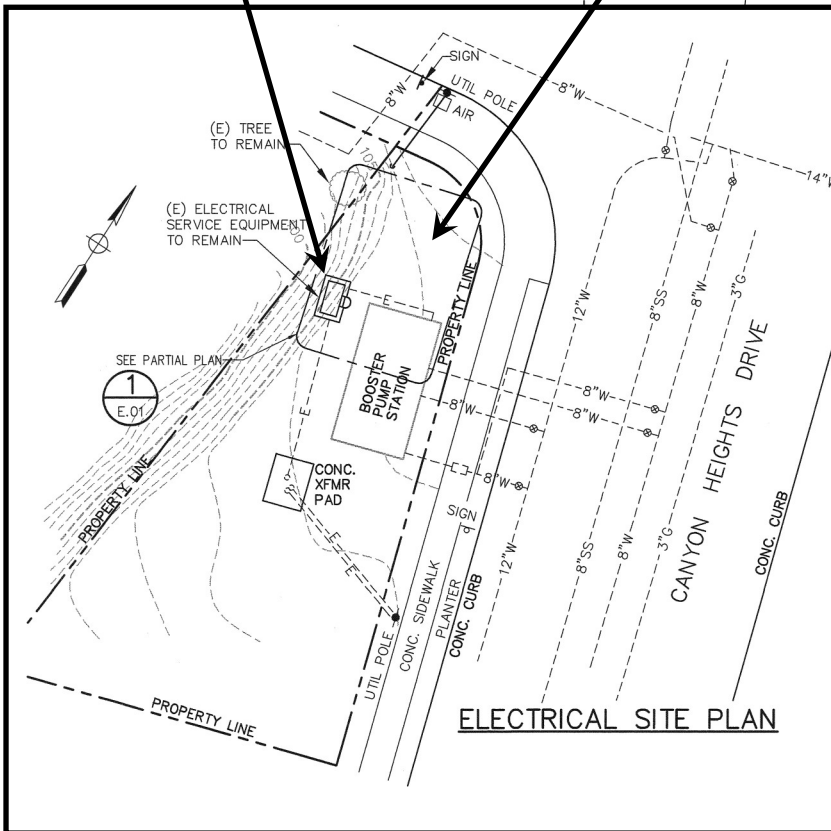 SIGN
8"W
UTIL POLE
AIR
8"W
(E) TREE
TO REMAIN
105
14"W
(E) ELECTRICAL
SERVICE EQUIPMENT
TO REMAIN
E
PROPERTY LINE
12"W
8"SS
8"W
3"G
SEE PARTIAL PLAN
1
E.01
BOOSTER
PUMP
STATION
E
8"W
8"W
8"W
8"W
CONC.
XFMR
PAD
PROPERTY LINE
SIGN
E
E
12"W
8"SS
8"W
3"G
CANYON HEIGHTS DRIVE
CONC. CURB
UTIL POLE
CONC. SIDEWALK
PLANTER
CONC. CURB
PROPERTY LINE
ELECTRICAL SITE PLAN